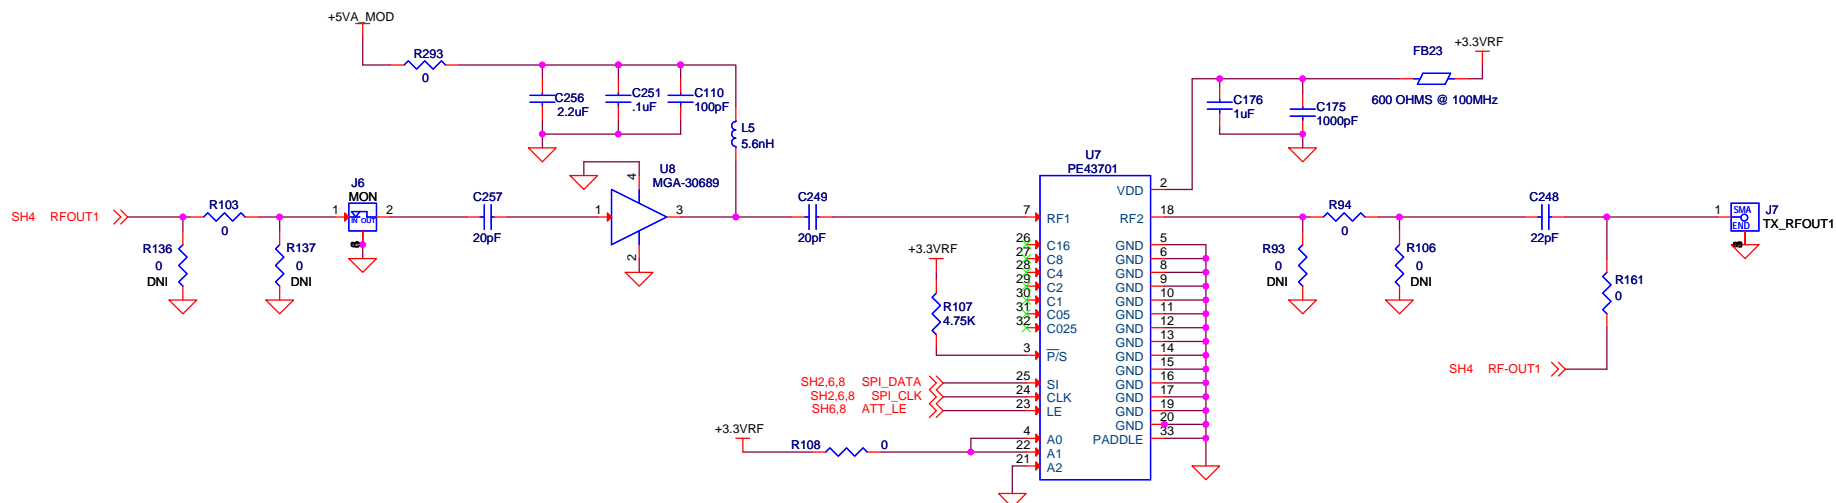 +5VA_MOD
R293
0
C256
2.2uF
C251
.1uF
C110
100pF
L5
5.6nH
FB23
+3.3VRF
600 OHMS @ 100MHz
C176
1uF
C175
1000pF
SH4 RFOUT1
R103
0
R136
0
DNI
R137
0
DNI
J6
MON
1
IN OUT
2
C257
20pF
U8
MGA-30689
4
1
3
2
C249
20pF
U7
PE43701
VDD 2
7 RF1
RF2 18
26 C16
27 C8
28 C4
29 C2
30 C1
31 C05
32 C025
3 P/S
25 SI
24 CLK
23 LE
4 A0
22 A1
21 A2
GND 5
GND 6
GND 8
GND 9
GND 10
GND 11
GND 12
GND 13
GND 14
GND 15
GND 16
GND 17
GND 19
GND 20
PADDLE 33
+3.3VRF
R107
4.75K
SH2,6,8 SPI_DATA
SH2,6,8 SPI_CLK
SH6,8 ATT_LE
+3.3VRF
R108 0
R94
0
R93
0
DNI
R106
0
DNI
C248
22pF
R161
0
SH4 RF-OUT1
1
SMA
END
J7
TX_RFOUT1